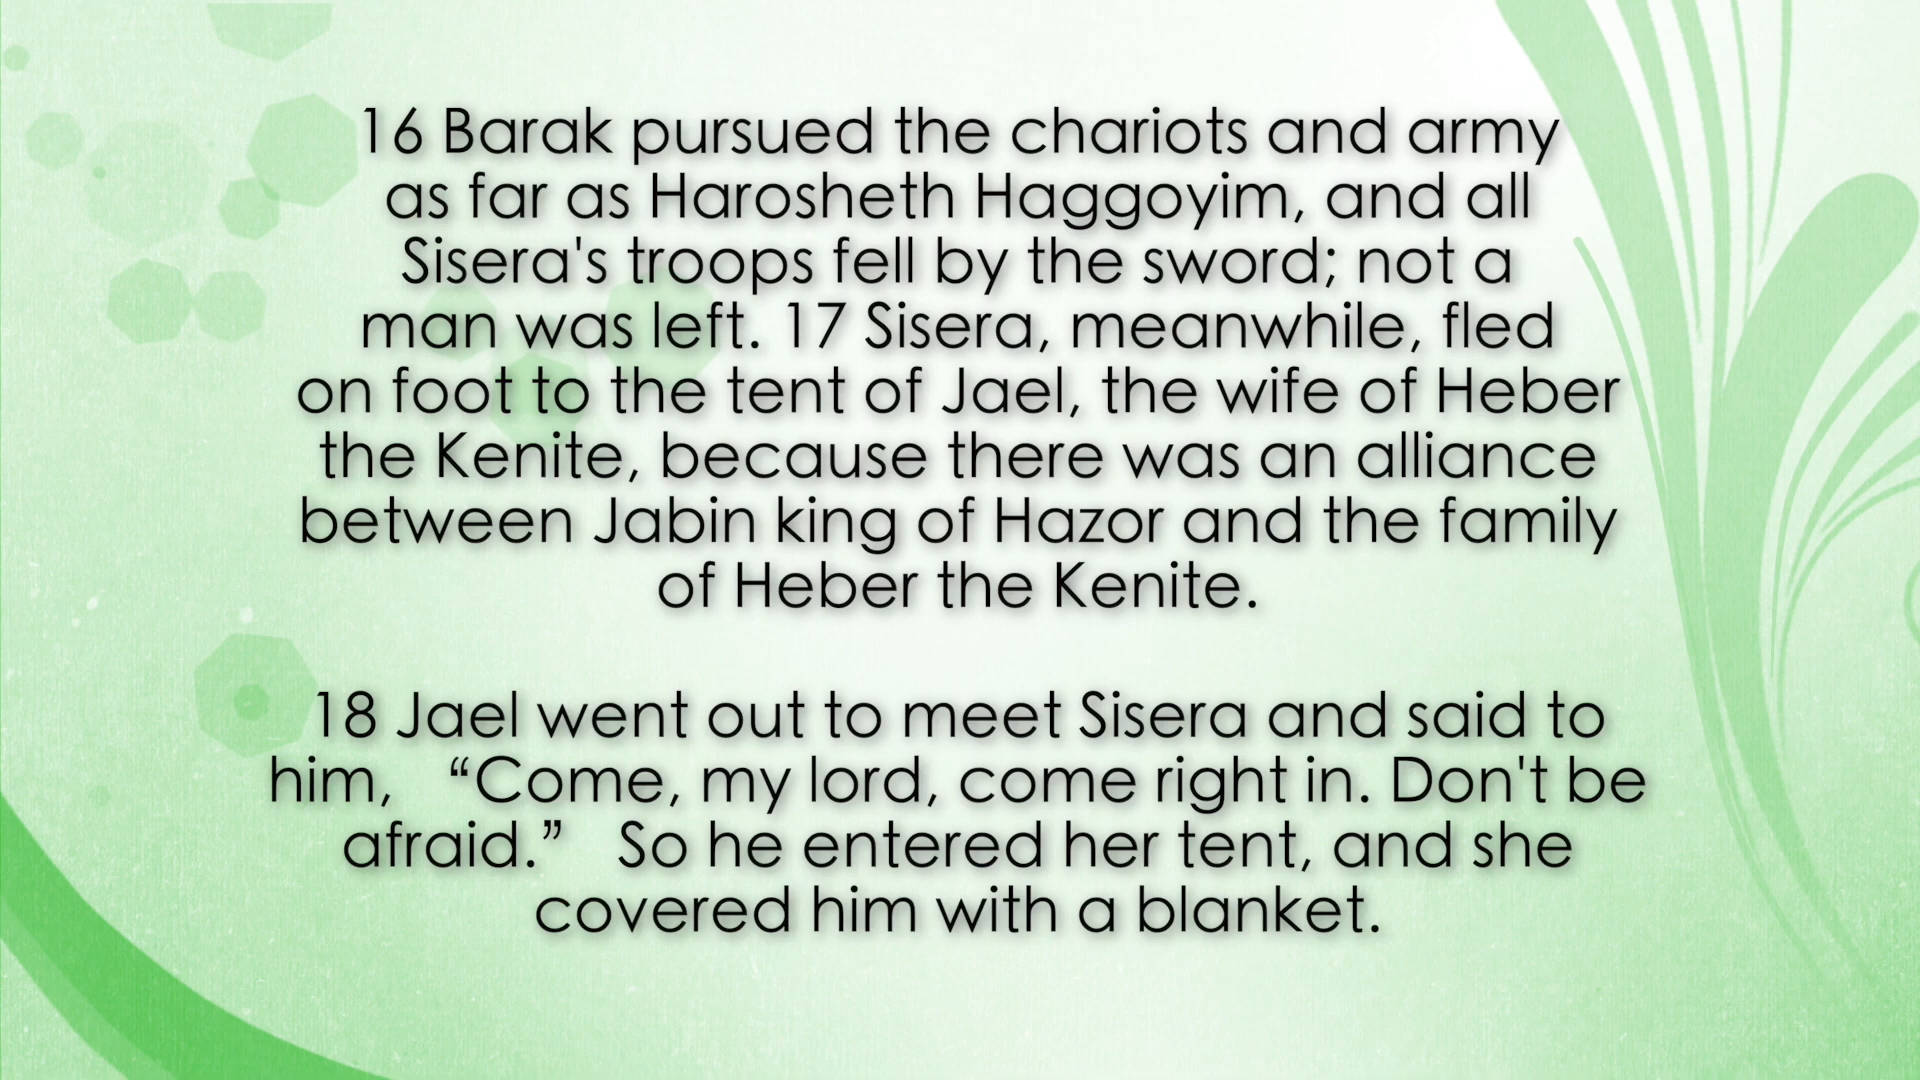 16 Barak pursued the chariots and army
as far as Harosheth Haggoyim, and all
Sisera's troops fell by the sword; not a
man was left. 17 Sisera, meanwhile, fled
on foot to the tent of Jael, the wife of Heber
the Kenite, because there was an alliance
between Jabin king of Hazor and the family
of Heber the Kenite.
18 Jael went out to meet Sisera and said to
him, “Come, my lord, come right in. Don't be
afraid.” So he entered her tent, and she
covered him with a blanket.